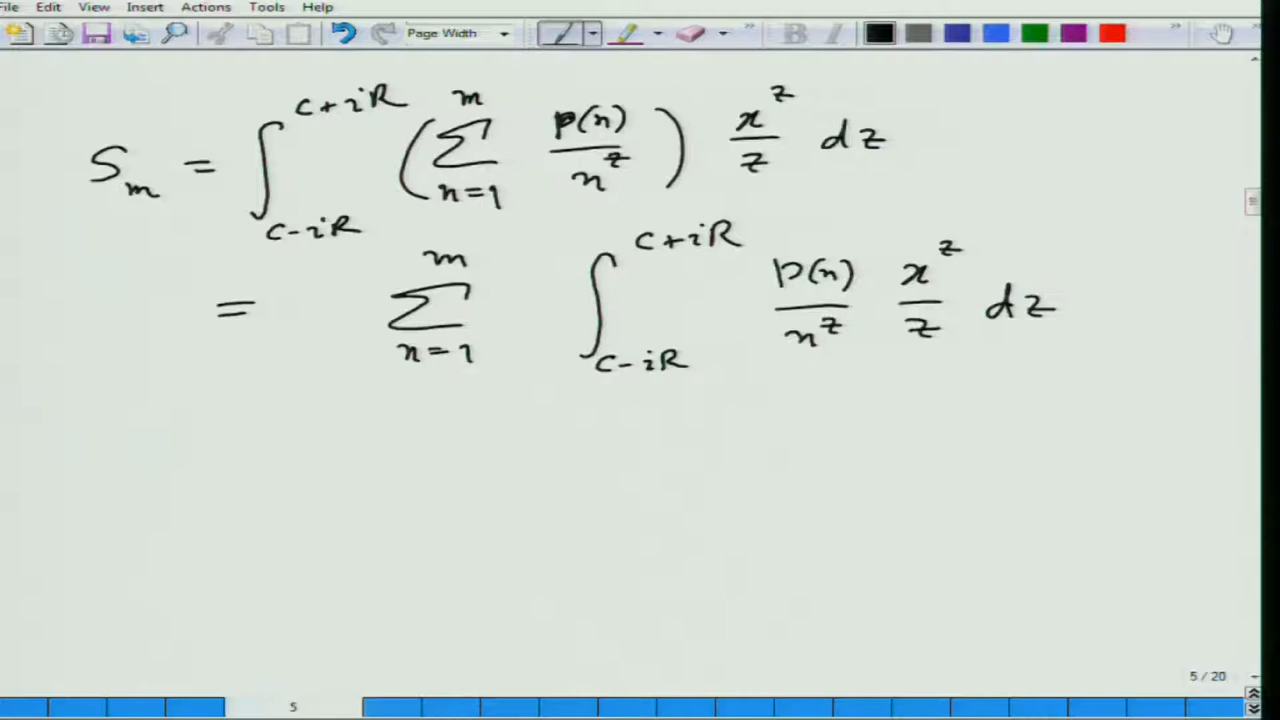 File Edit View Insert Actions Tools Help
Page Width
S_m = ∫_{c-iR}^{c+iR} ( Σ_{n=1}^{m} p(n)/n^z ) x^z/z dz
= Σ_{n=1}^{m} ∫_{c-iR}^{c+iR} p(n)/n^z x^z/z dz
5 / 20
5